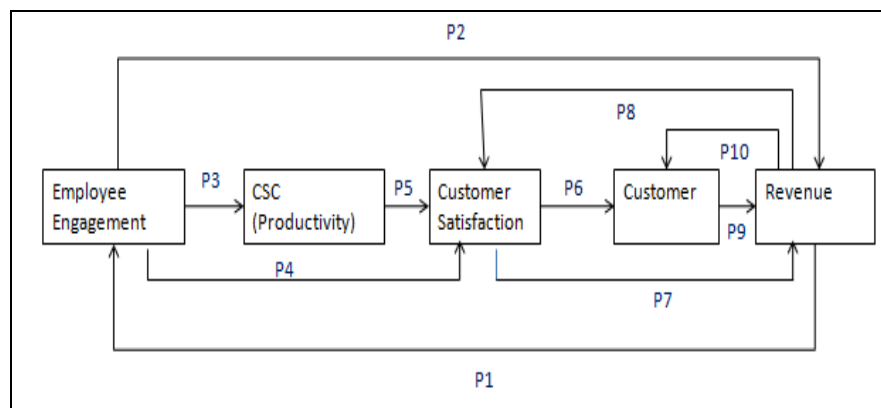 P2
P8
P10
P3
P5
P6
P9
Employee
Engagement
CSC
(Productivity)
Customer
Satisfaction
Customer
Revenue
P4
P7
P1